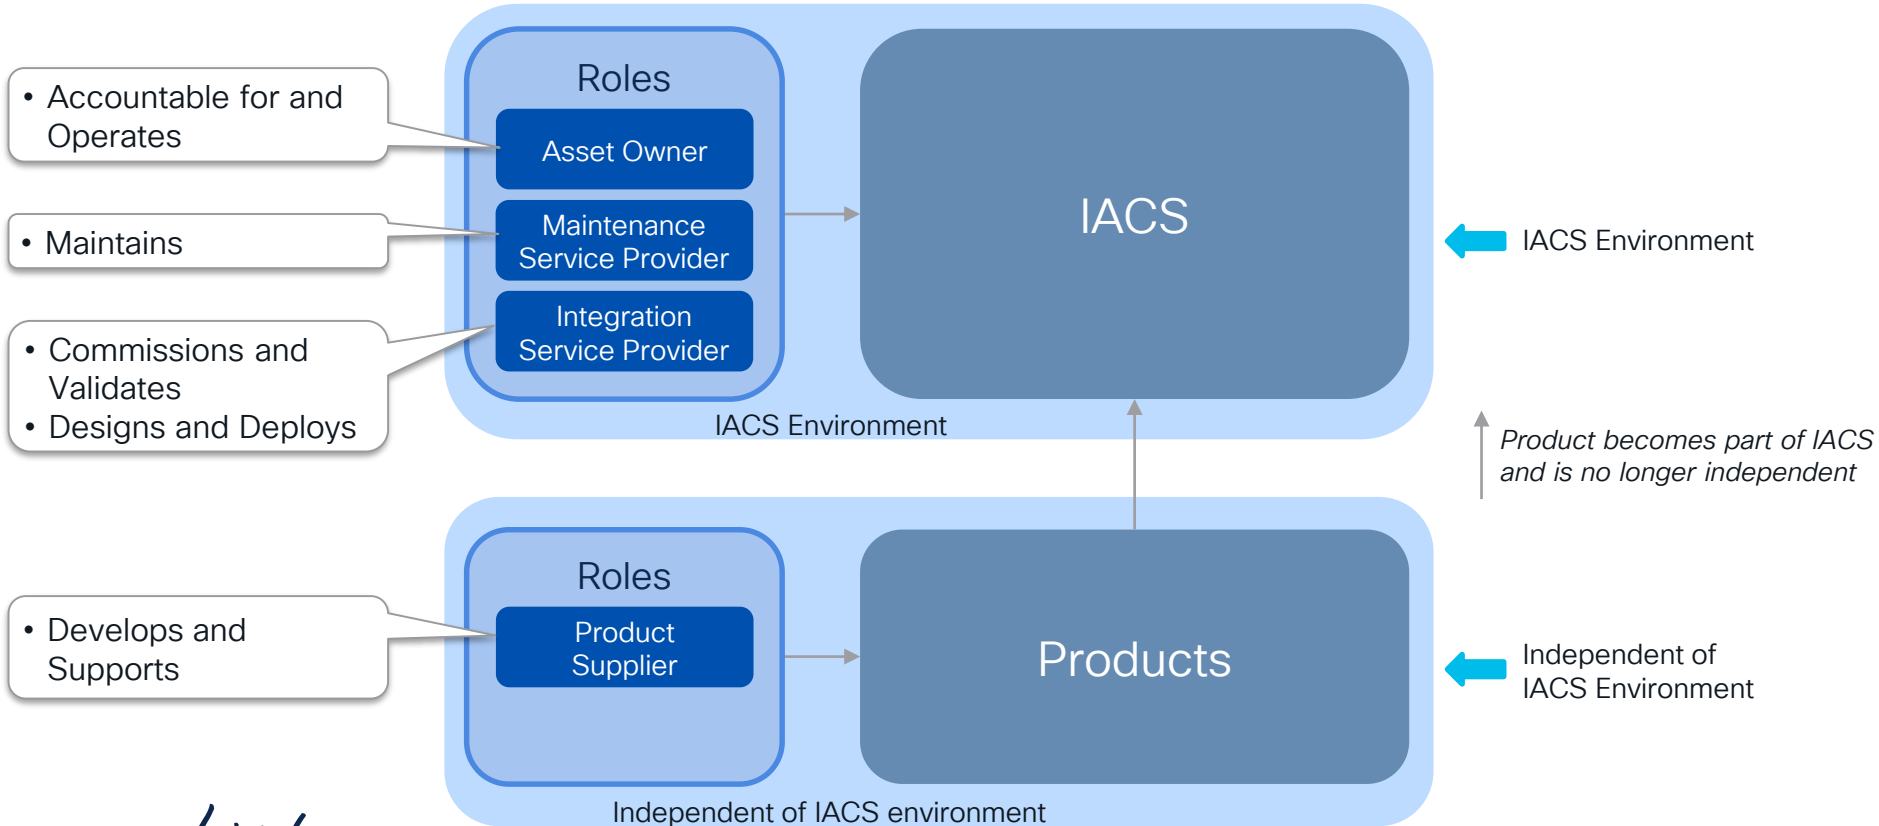 Roles
• Accountable for and
Operates
Asset Owner
• Maintains
Maintenance
Service Provider
• Commissions and
Validates
• Designs and Deploys
Integration
Service Provider
IACS
IACS Environment
IACS Environment
Product becomes part of IACS
and is no longer independent
Roles
• Develops and
Supports
Product
Supplier
Products
Independent of
IACS Environment
Independent of IACS environment